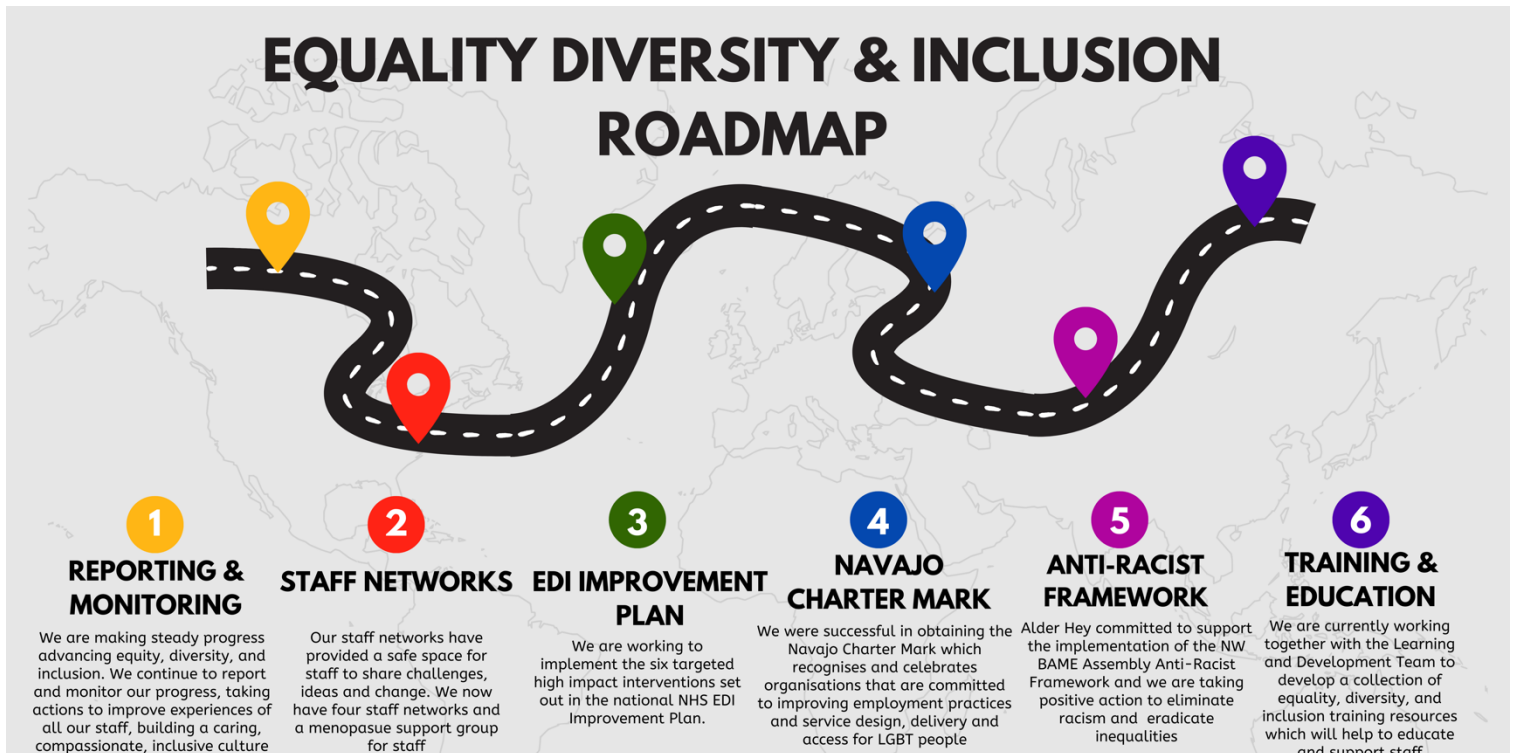 EQUALITY DIVERSITY & INCLUSION
ROADMAP
1
REPORTING &
MONITORING
We are making steady progress
advancing equity, diversity, and
inclusion. We continue to report
and monitor our progress, taking
actions to improve experiences of
all our staff, building a caring,
compassionate, inclusive culture
2
STAFF NETWORKS
Our staff networks have
provided a safe space for
staff to share challenges,
ideas and change. We now
have four staff networks and
a menopasue support group
for staff
3
EDI IMPROVEMENT
PLAN
We are working to
implement the six targeted
high impact interventions set
out in the national NHS EDI
Improvement Plan.
4
NAVAJO
CHARTER MARK
We were successful in obtaining the
Navajo Charter Mark which
recognises and celebrates
organisations that are committed
to improving employment practices
and service design, delivery and
access for LGBT people
5
ANTI-RACIST
FRAMEWORK
Alder Hey committed to support
the implementation of the NW
BAME Assembly Anti-Racist
Framework and we are taking
positive action to eliminate
racism and eradicate
inequalities
6
TRAINING &
EDUCATION
We are currently working
together with the Learning
and Development Team to
develop a collection of
equality, diversity, and
inclusion training resources
which will help to educate
and support staff